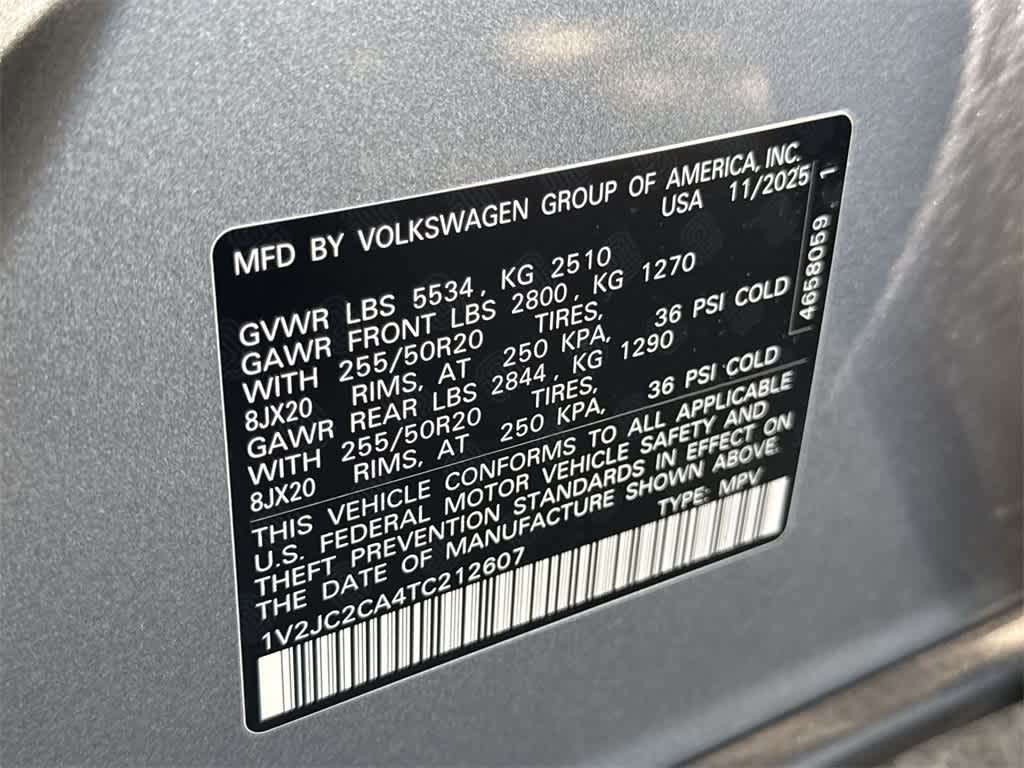 MFD BY VOLKSWAGEN GROUP OF AMERICA, INC.
USA 11/2025
GVWR LBS 5534, KG 2510
GAWR FRONT LBS 2800, KG 1270
WITH 255/50R20 TIRES,
8JX20 RIMS, AT 250 KPA, 36 PSI COLD
GAWR REAR LBS 2844, KG 1290
WITH 255/50R20 TIRES,
8JX20 RIMS, AT 250 KPA, 36 PSI COLD
THIS VEHICLE CONFORMS TO ALL APPLICABLE
U.S. FEDERAL MOTOR VEHICLE SAFETY AND
THEFT PREVENTION STANDARDS IN EFFECT ON
THE DATE OF MANUFACTURE SHOWN ABOVE.
1V2JC2CA4TC212607 TYPE: MPV
4658059 1